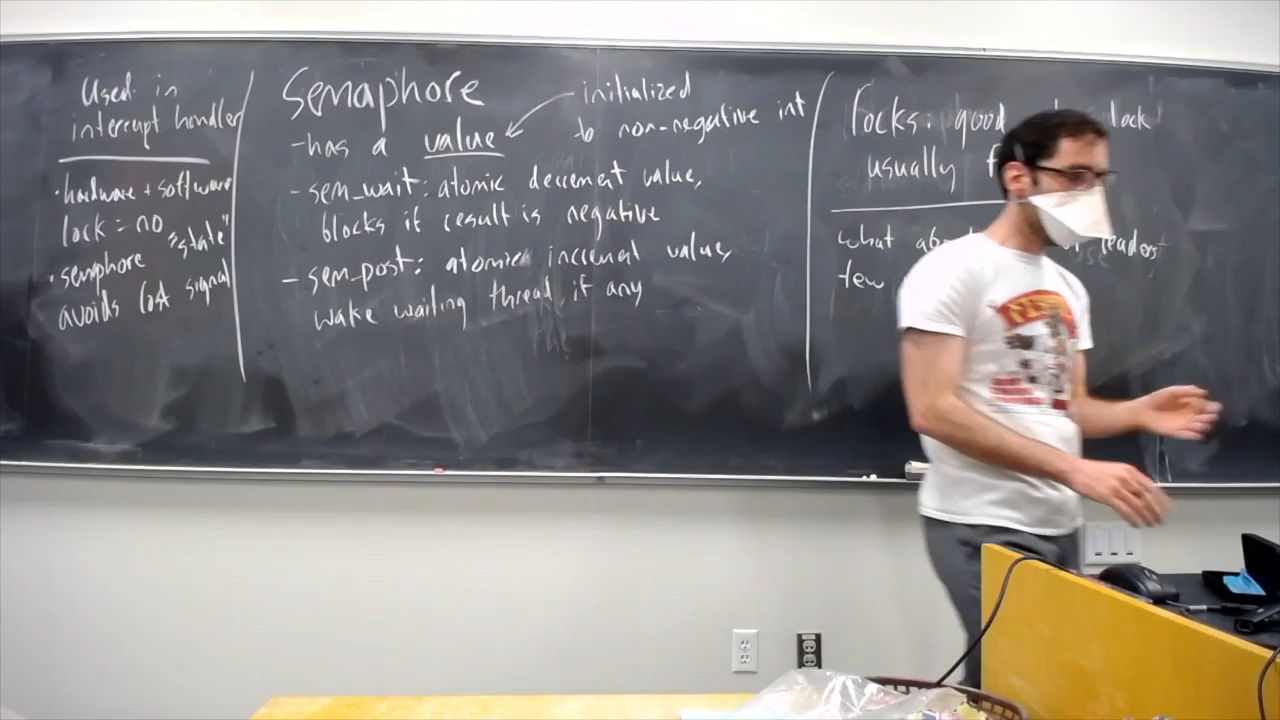 Used in
interrupt handler
• hardware + software
lock = no "state"
• semaphore
avoids lost signal
Semaphore
- has a value
initialized
to non-negative int
- sem_wait: atomic decrement value,
blocks if result is negative
- sem_post: atomic increment value,
wake waiting thread, if any
locks: good lock
usually
what readers
few